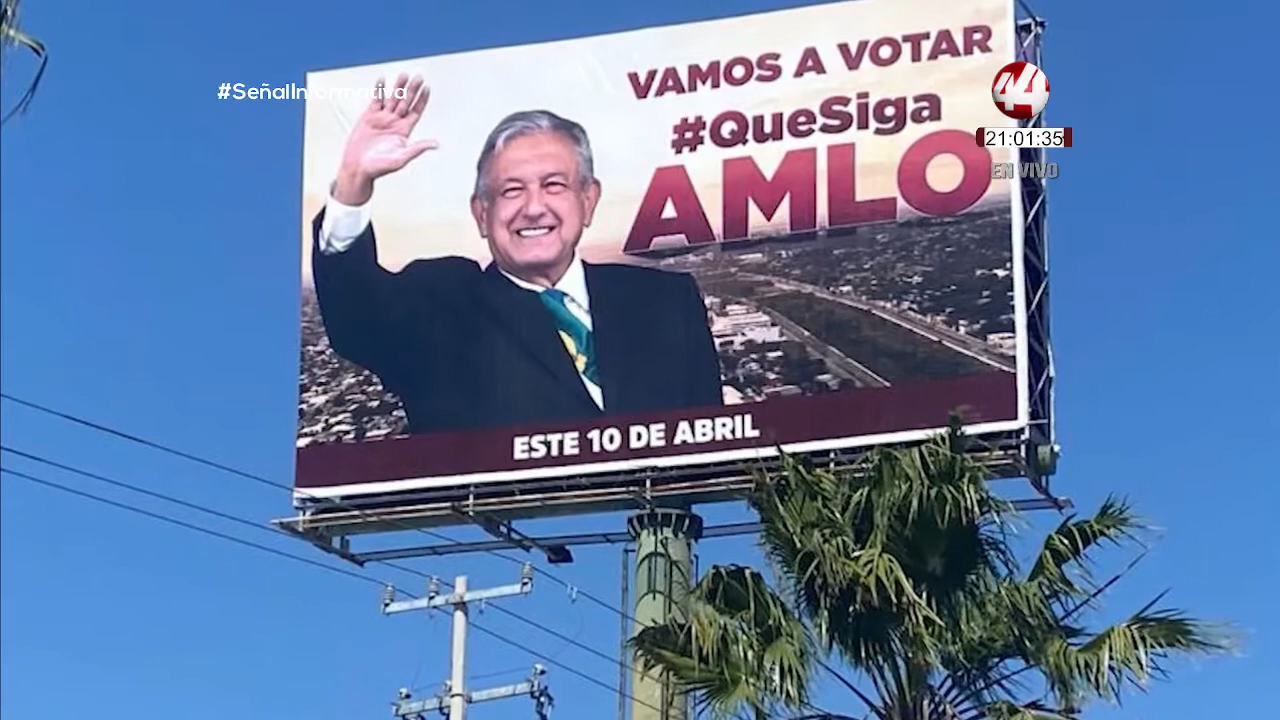 #SeñalInformativa
VAMOS A VOTAR
#QueSiga
AMLO
ESTE 10 DE ABRIL
44
21:01:35
EN VIVO